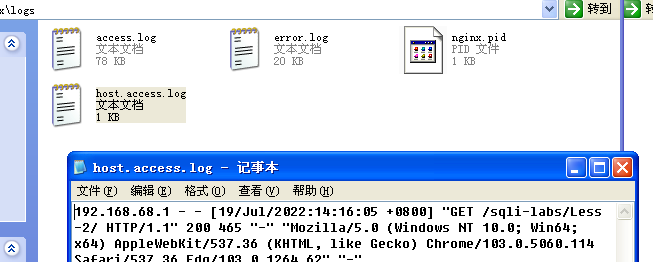 x\logs
转到
转到
access.log
文本文档
78 KB
error.log
文本文档
20 KB
nginx.pid
PID 文件
1 KB
host.access.log
文本文档
1 KB
host.access.log - 记事本
文件(F) 编辑(E) 格式(O) 查看(V) 帮助(H)
192.168.68.1 - - [19/Jul/2022:14:16:05 +0800] "GET /sqli-labs/Less
-2/ HTTP/1.1" 200 465 "-" "Mozilla/5.0 (Windows NT 10.0; Win64;
x64) AppleWebKit/537.36 (KHTML, like Gecko) Chrome/103.0.5060.114
Safari/537.36 Edg/103.0.1264.62" "-"